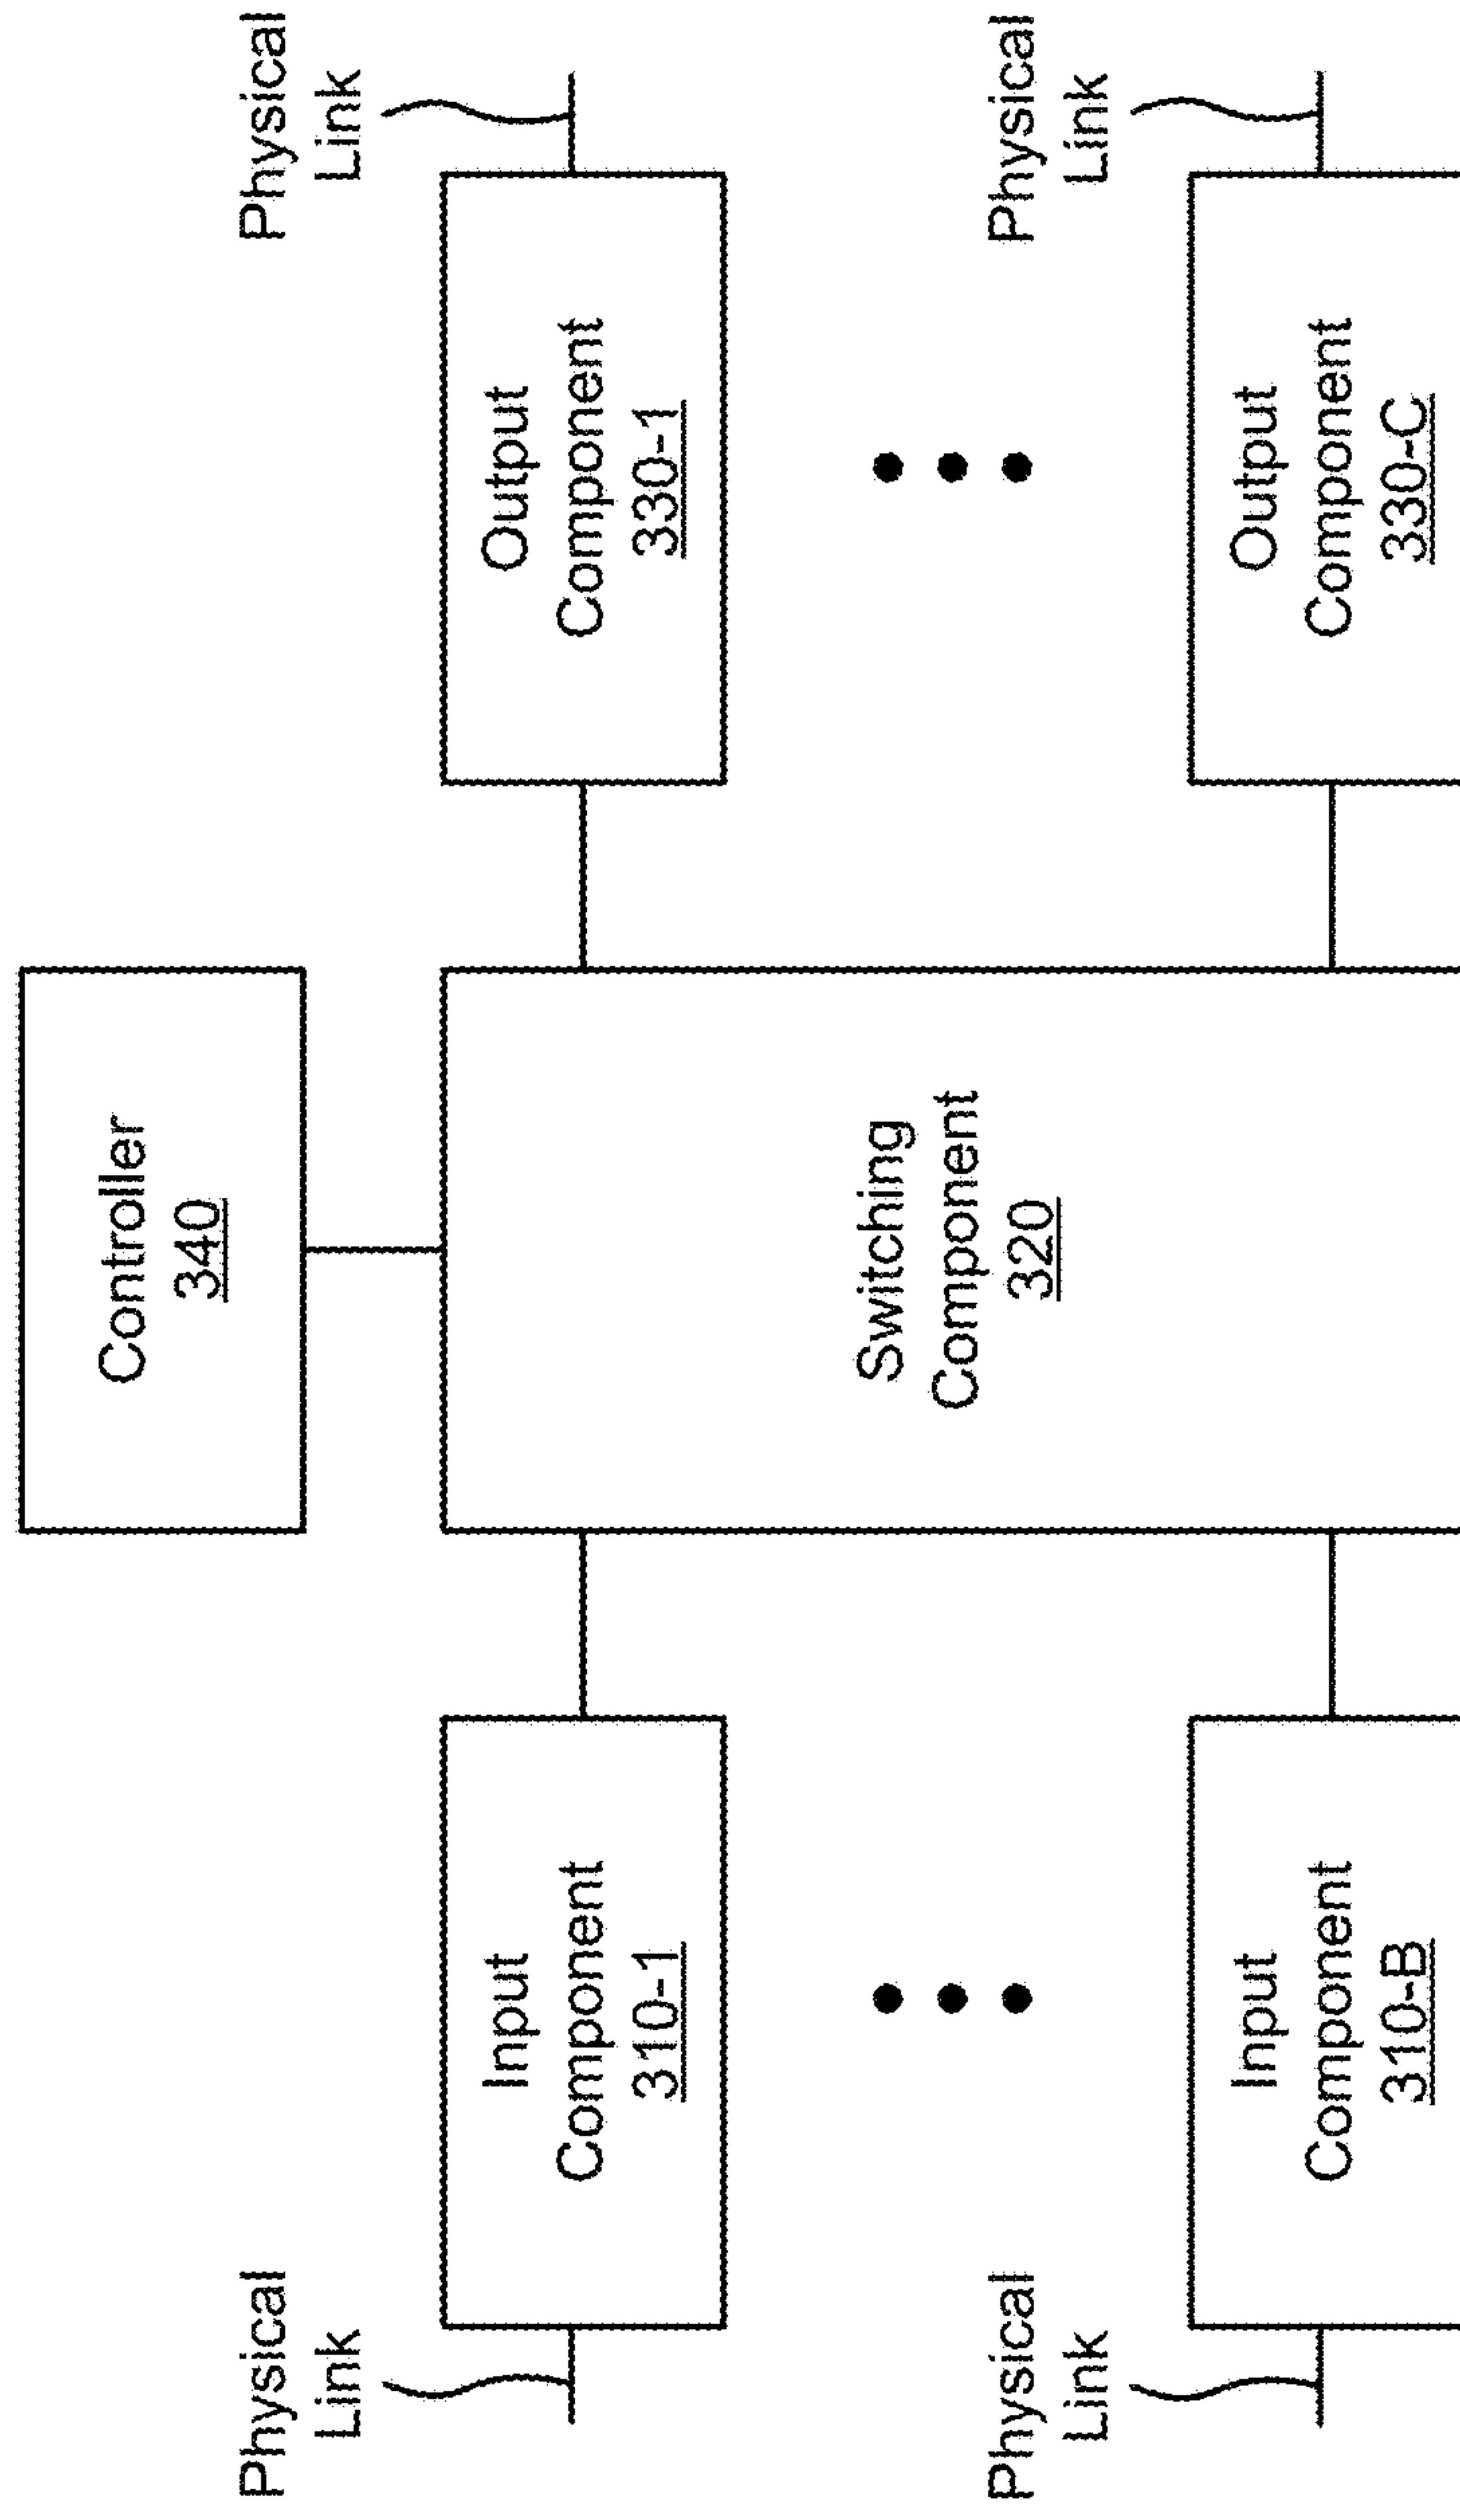 Controller
340
Physical
Link
Physical
Link
Input
Component
310-1
Switching
Component
320
Output
Component
330-1
Physical
Link
Physical
Link
Input
Component
310-B
Output
Component
330-C